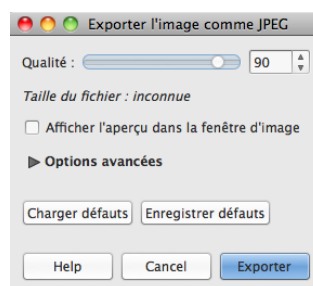 Exporter l'image comme JPEG
Qualité : 90
Taille du fichier : inconnue
Afficher l'aperçu dans la fenêtre d'image
Options avancées
Charger défauts Enregistrer défauts
Help Cancel Exporter